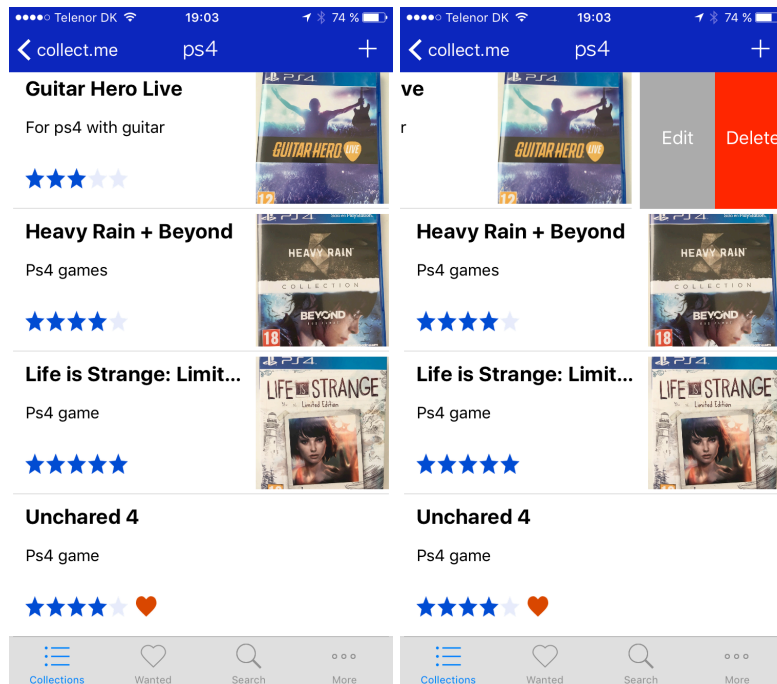 Telenor DK 19:03 74 %
collect.me ps4 +
Guitar Hero Live
For ps4 with guitar
PS4
GUITAR HERO LIVE
12
Heavy Rain + Beyond
Ps4 games
HEAVY RAIN
COLLECTION
BEYOND
18
Life is Strange: Limit...
Ps4 game
PS4
LIFE IS STRANGE
Limited Edition
Unchared 4
Ps4 game
Collections Wanted Search More
Telenor DK 19:03 74 %
collect.me ps4 +
ve
r
PS4
GUITAR HERO LIVE
12
Edit Delete
Heavy Rain + Beyond
Ps4 games
HEAVY RAIN
COLLECTION
BEYOND
18
Life is Strange: Limit...
Ps4 game
PS4
LIFE IS STRANGE
Limited Edition
Unchared 4
Ps4 game
Collections Wanted Search More